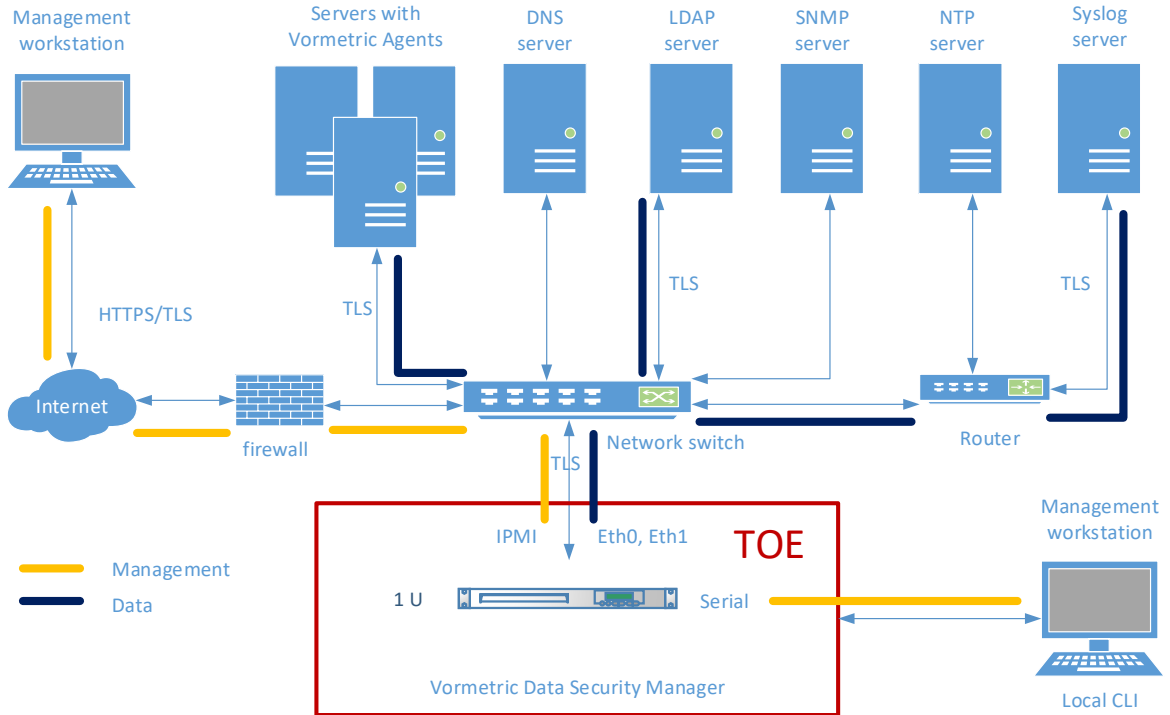 Management
workstation
Servers with
Vormetric Agents
DNS
server
LDAP
server
SNMP
server
NTP
server
Syslog
server
HTTPS/TLS
TLS
TLS
TLS
Internet
firewall
Network switch
Router
TLS
IPMI
Eth0, Eth1
TOE
Management
workstation
Management
Data
1 U
Serial
Vormetric Data Security Manager
Local CLI